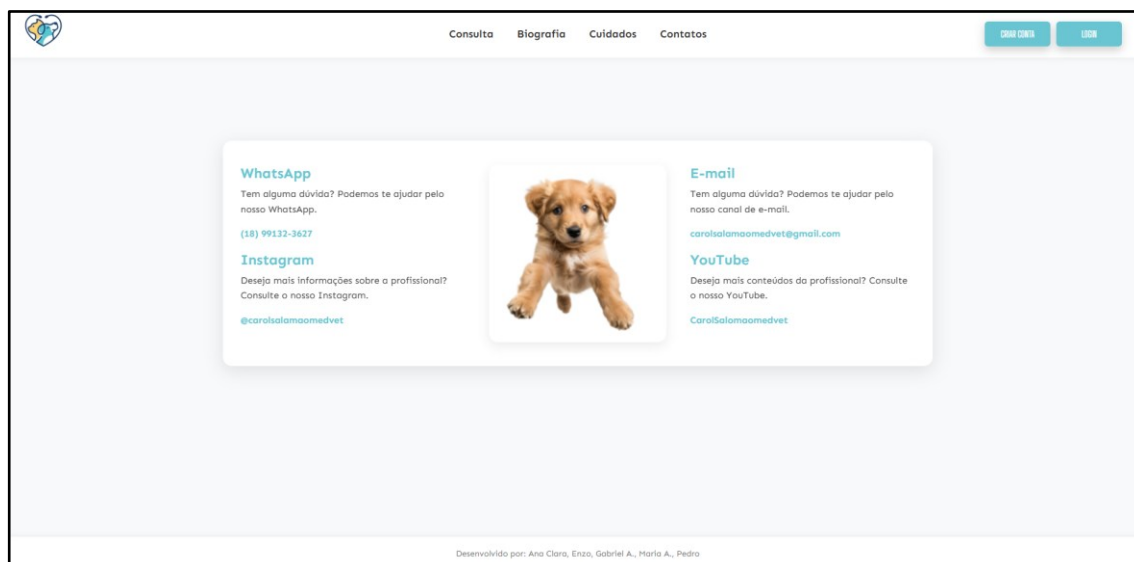 Consulta Biografia Cuidados Contatos
CRIAR CONTA
LOGIN
WhatsApp
Tem alguma dúvida? Podemos te ajudar pelo
nosso WhatsApp.
(18) 99132-3627
Instagram
Deseja mais informações sobre a profissional?
Consulte o nosso Instagram.
@carolsalamaomedvet
E-mail
Tem alguma dúvida? Podemos te ajudar pelo
nosso canal de e-mail.
carolsalamaomedvet@gmail.com
YouTube
Deseja mais conteúdos da profissional? Consulte
o nosso YouTube.
CarolSalamaomedvet
Desenvolvido por: Ana Clara, Enzo, Gabriel A., Maria A., Pedro